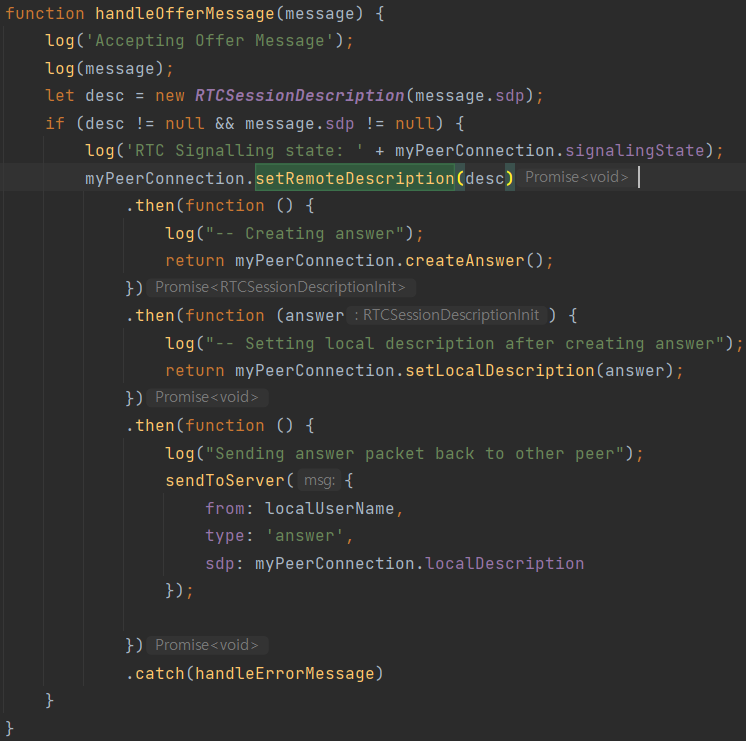 function handleOfferMessage(message) {
    log('Accepting Offer Message');
    log(message);
    let desc = new RTCSessionDescription(message.sdp);
    if (desc != null && message.sdp != null) {
        log('RTC Signalling state: ' + myPeerConnection.signalingState);
        myPeerConnection.setRemoteDescription(desc) Promise<void>
            .then(function () {
                log("-- Creating answer");
                return myPeerConnection.createAnswer();
            }) Promise<RTCSessionDescriptionInit>
            .then(function (answer : RTCSessionDescriptionInit ) {
                log("-- Setting local description after creating answer");
                return myPeerConnection.setLocalDescription(answer);
            }) Promise<void>
            .then(function () {
                log("Sending answer packet back to other peer");
                sendToServer( msg: {
                    from: localUserName,
                    type: 'answer',
                    sdp: myPeerConnection.localDescription
                });
            }) Promise<void>
            .catch(handleErrorMessage)
    }
}